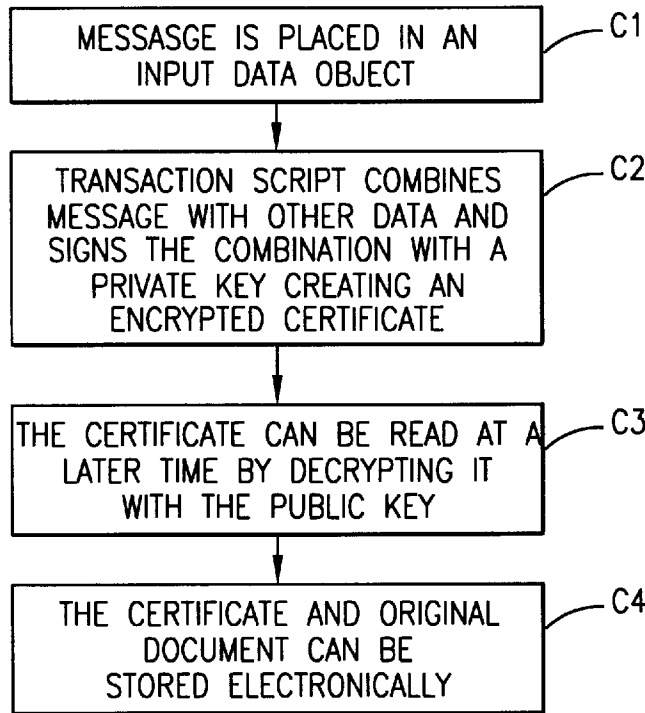 MESSASGE IS PLACED IN AN
INPUT DATA OBJECT
C1
TRANSACTION SCRIPT COMBINES
MESSAGE WITH OTHER DATA AND
SIGNS THE COMBINATION WITH A
PRIVATE KEY CREATING AN
ENCRYPTED CERTIFICATE
C2
THE CERTIFICATE CAN BE READ AT A
LATER TIME BY DECRYPTING IT
WITH THE PUBLIC KEY
C3
THE CERTIFICATE AND ORIGINAL
DOCUMENT CAN BE
STORED ELECTRONICALLY
C4